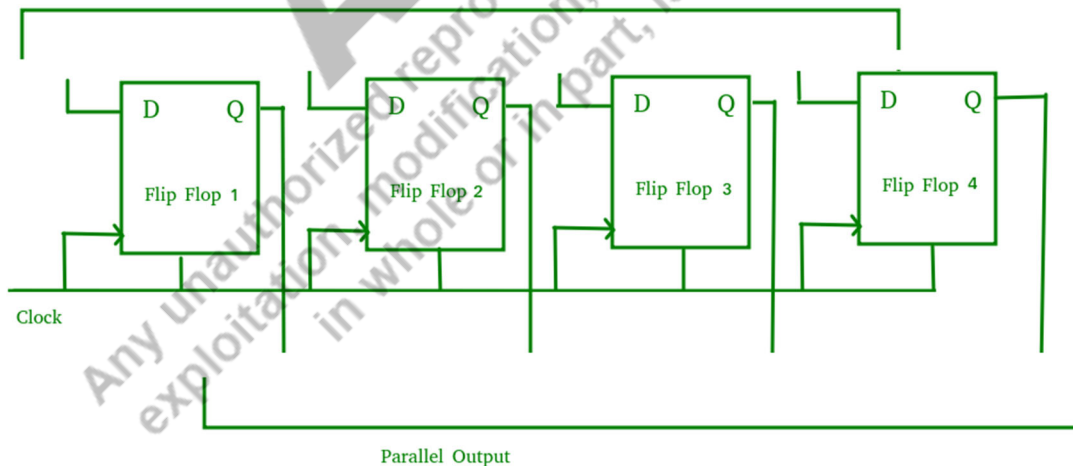 D Q
Flip Flop 1
D Q
Flip Flop 2
D Q
Flip Flop 3
D Q
Flip Flop 4
Clock
Parallel Output
Any unauthorized
exploitation, modification,
in whole or in part,